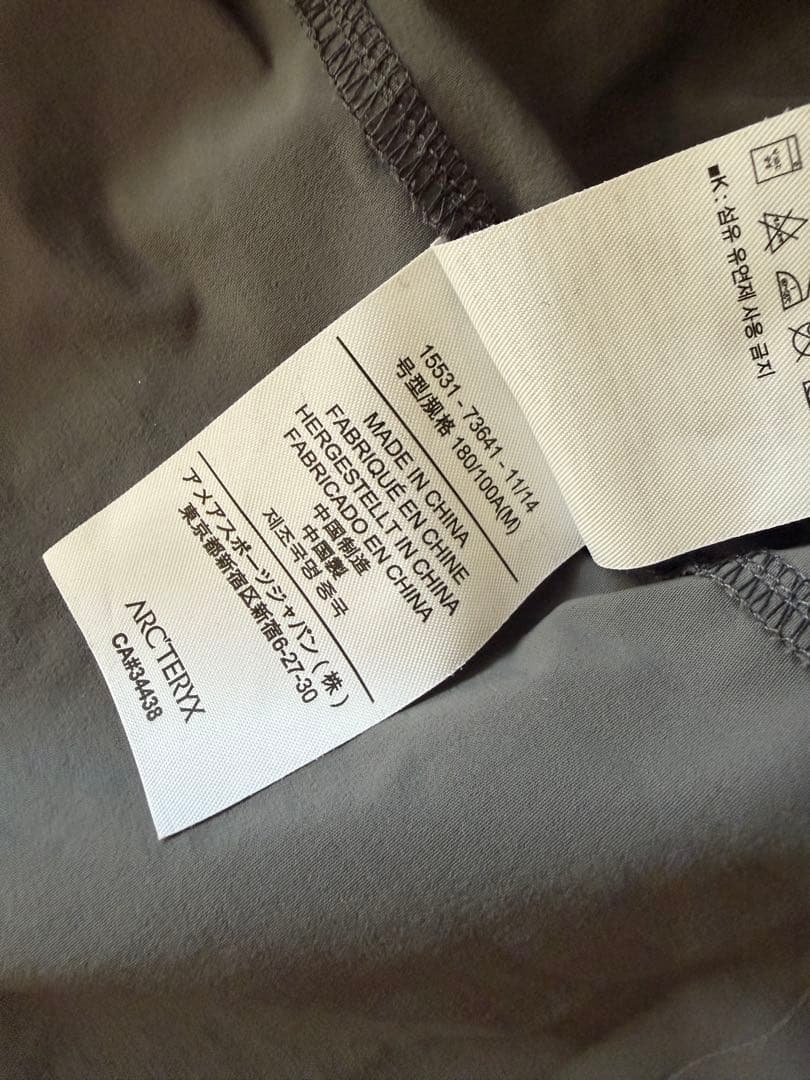 15531 - 73641 - 11/14
号型/规格 180/100A(M)
MADE IN CHINA
FABRIQUÉ EN CHINE
HERGESTELLT IN CHINA
FABRICADO EN CHINA
中国制造
中國製
제조국명 중국
アメアスポーツジャパン(株)
東京都新宿区新宿6-27-30
ARC'TERYX
CA#34438
■K : 섬유 유연제 사용 금지